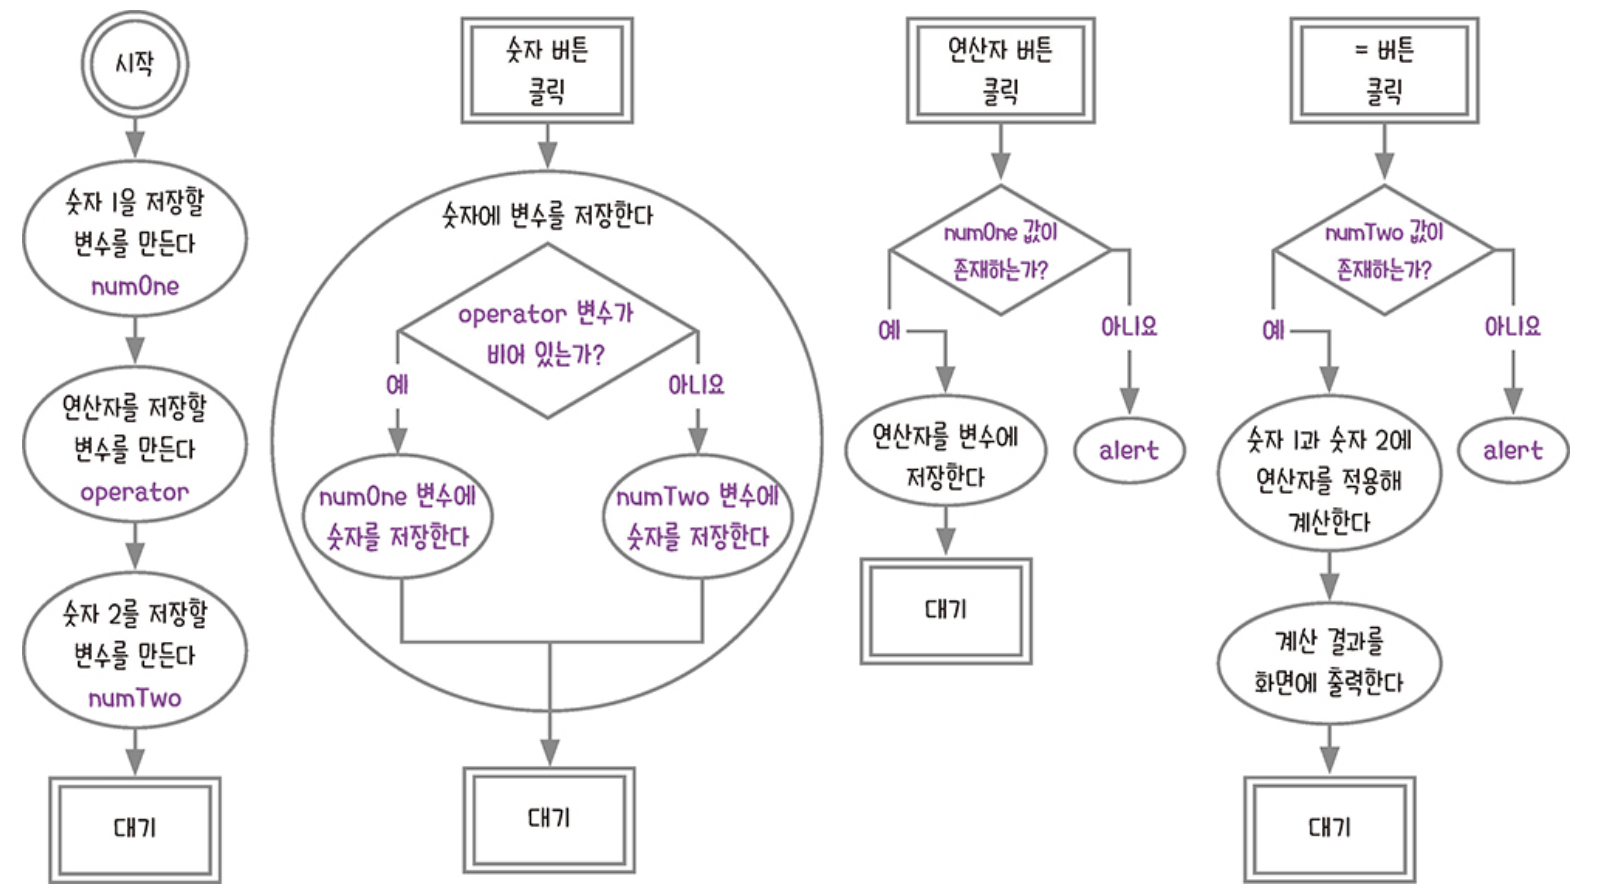 시작
숫자 1을 저장할
변수를 만든다
numOne
연산자를 저장할
변수를 만든다
operator
숫자 2를 저장할
변수를 만든다
numTwo
대기
숫자 버튼
클릭
숫자에 변수를 저장한다
operator 변수가
비어 있는가?
예
아니요
numOne 변수에
숫자를 저장한다
numTwo 변수에
숫자를 저장한다
대기
연산자 버튼
클릭
numOne 값이
존재하는가?
예
아니요
연산자를 변수에
저장한다
alert
대기
= 버튼
클릭
numTwo 값이
존재하는가?
예
아니요
숫자 1과 숫자 2에
연산자를 적용해
계산한다
alert
계산 결과를
화면에 출력한다
대기